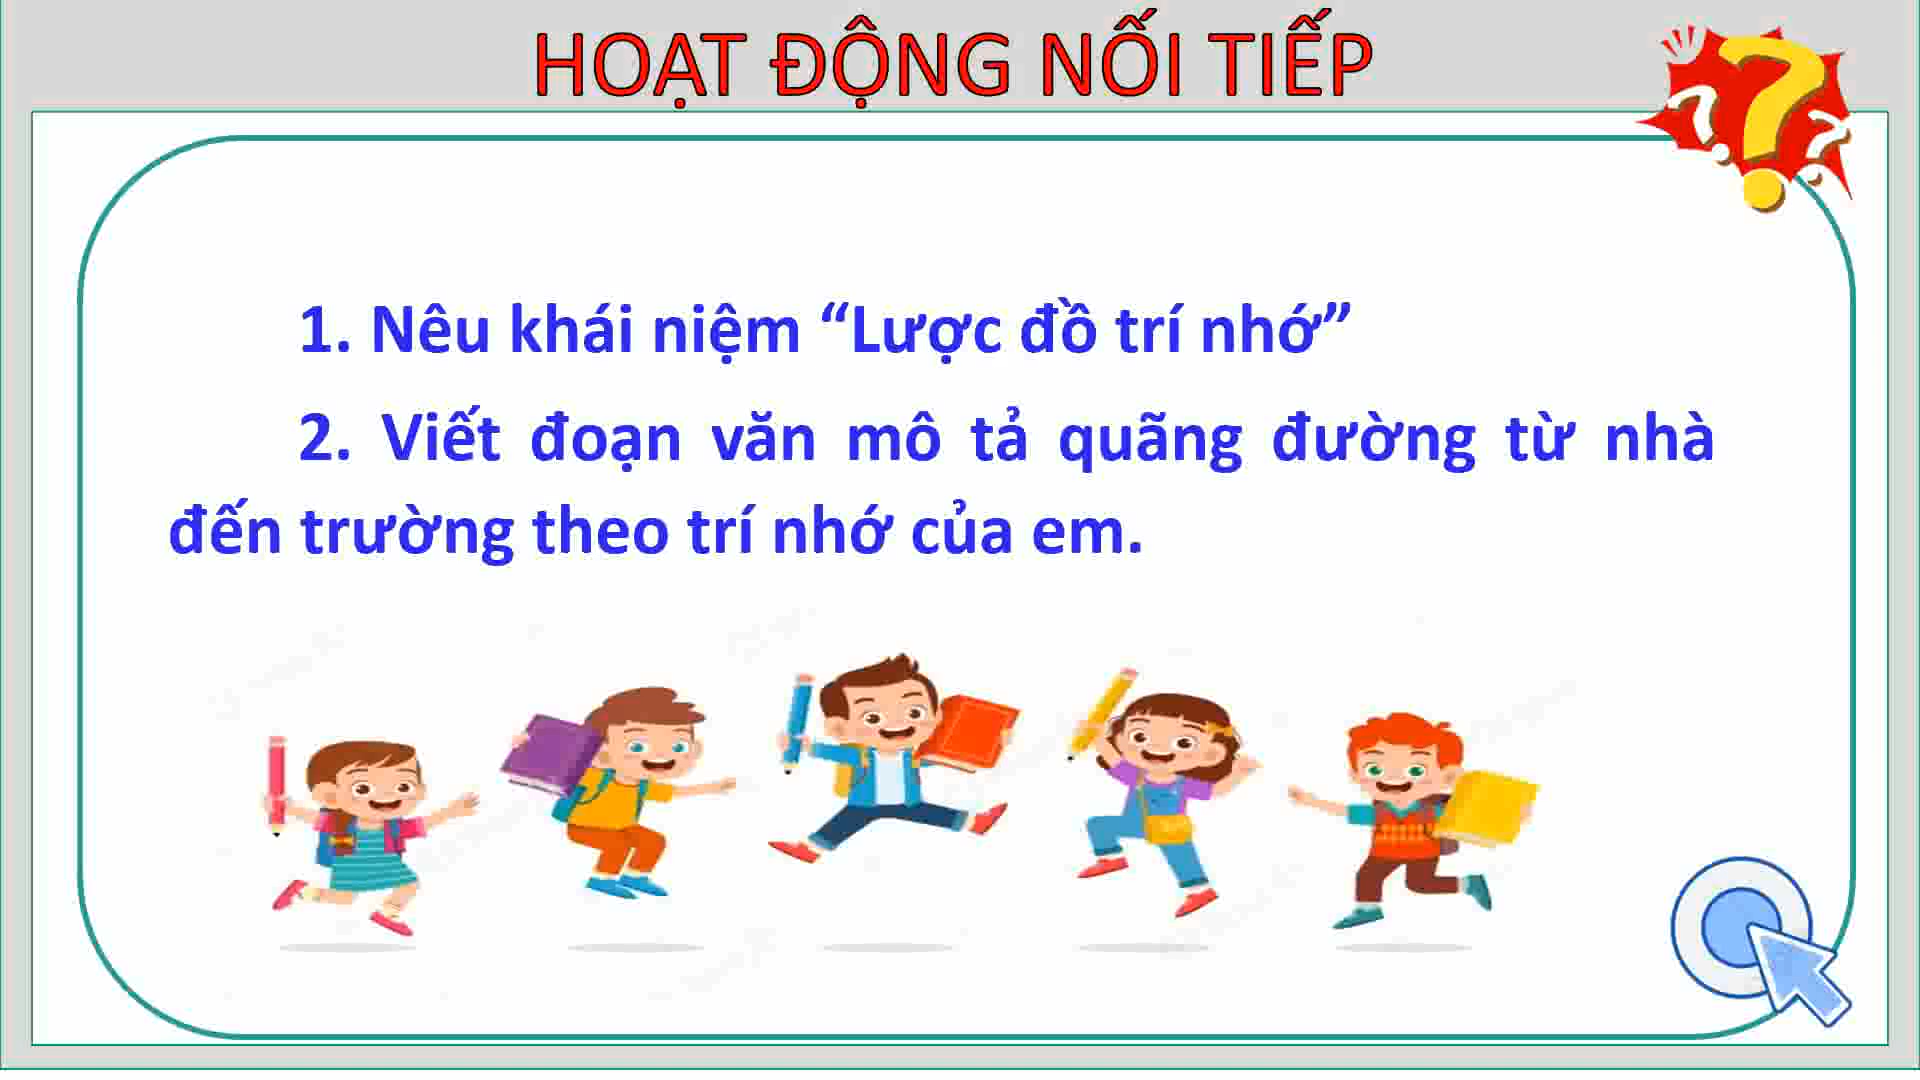 HOẠT ĐỘNG NỐI TIẾP
1. Nêu khái niệm “Lược đồ trí nhớ”
2. Viết đoạn văn mô tả quãng đường từ nhà
đến trường theo trí nhớ của em.